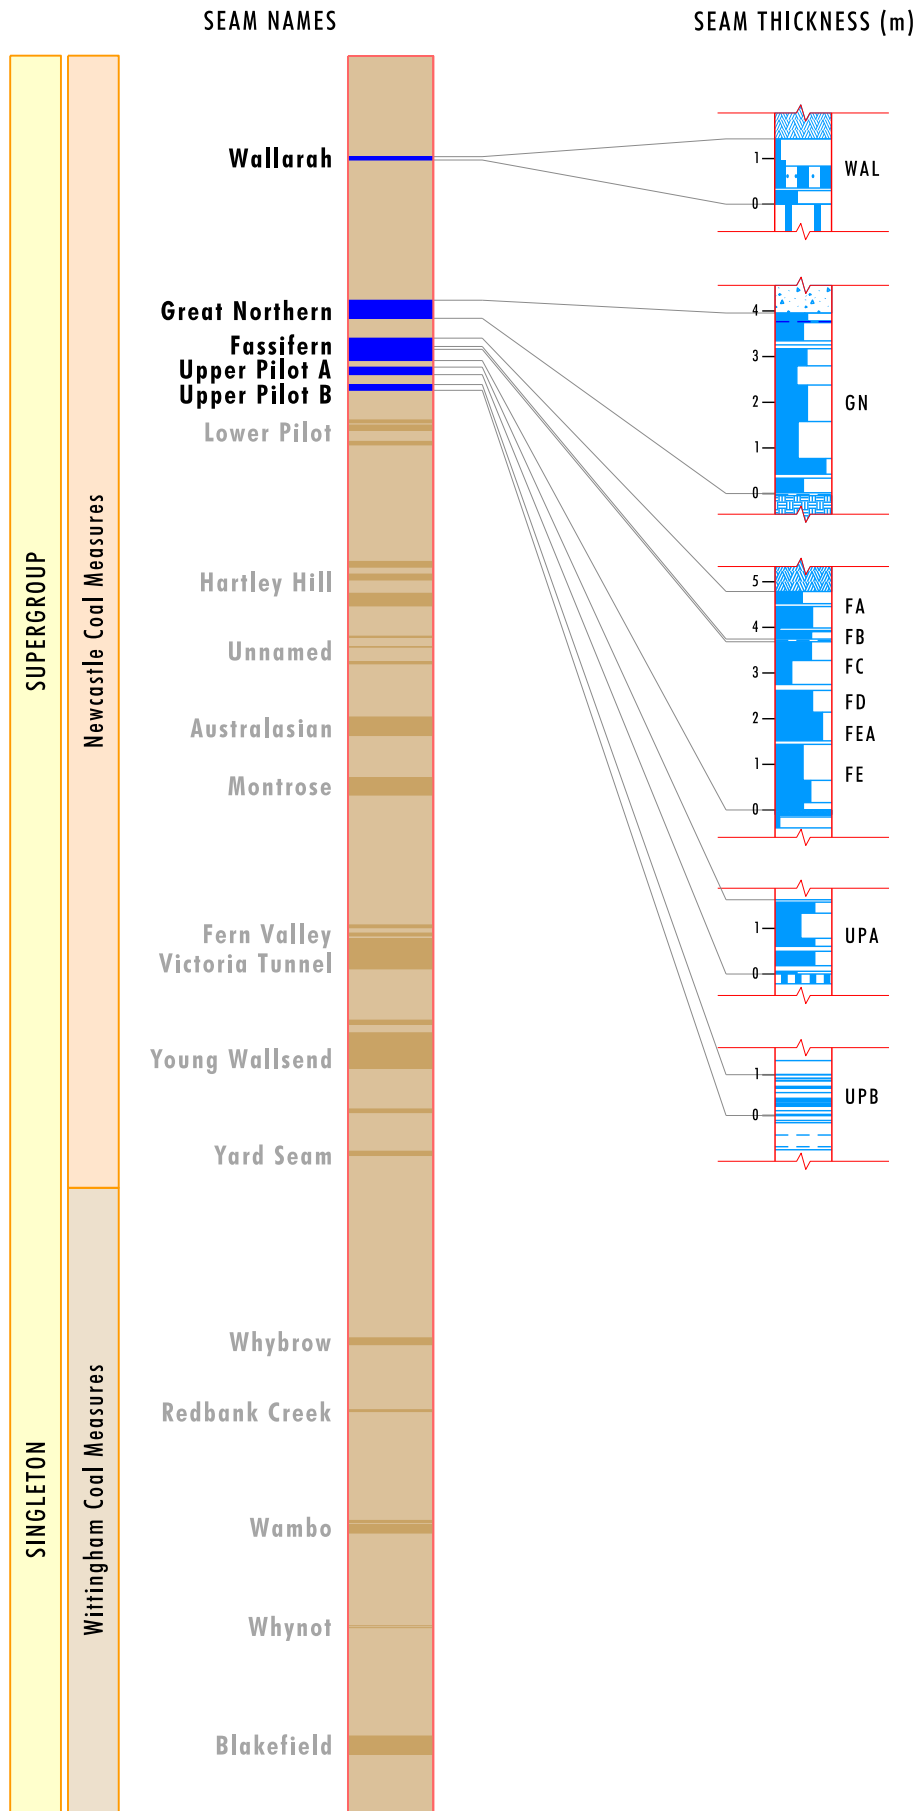 SEAM NAMES
SEAM THICKNESS (m)
SUPERGROUP
SINGLETON
Newcastle Coal Measures
Wittingham Coal Measures
Wallarah
Great Northern
Fassifern
Upper Pilot A
Upper Pilot B
Lower Pilot
Hartley Hill
Unnamed
Australasian
Montrose
Fern Valley
Victoria Tunnel
Young Wallsend
Yard Seam
Whybrow
Redbank Creek
Wambo
Whynot
Blakefield
1
0
WAL
4
3
2
1
0
GN
5
4
3
2
1
0
FA
FB
FC
FD
FEA
FE
1
0
UPA
1
0
UPB